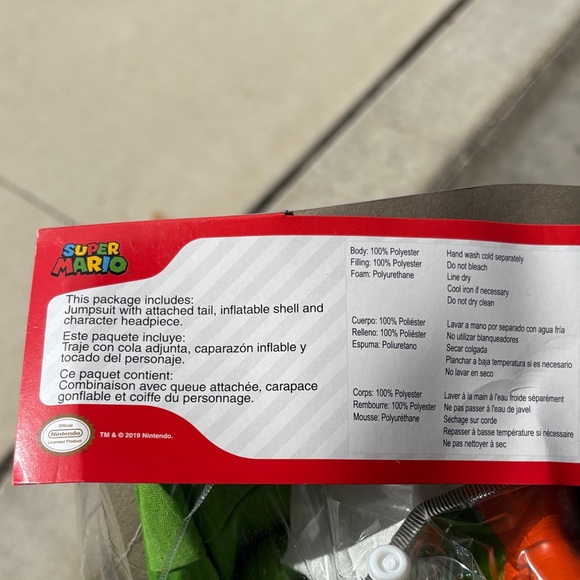 SUPER
MARIO
This package includes:
Jumpsuit with attached tail, inflatable shell and
character headpiece.
Este paquete incluye:
Traje con cola adjunta, caparazón inflable y
tocado del personaje.
Ce paquet contient:
Combinaison avec queue attachée, carapace
gonflable et coiffe du personnage.
Official
Nintendo
Licensed Product
TM & © 2019 Nintendo.
Body: 100% Polyester
Filling: 100% Polyester
Foam: Polyurethane
Hand wash cold separately
Do not bleach
Line dry
Cool iron if necessary
Do not dry clean
Cuerpo: 100% Poliéster
Relleno: 100% Poliéster
Espuma: Poliuretano
Lavar a mano por separado con agua fría
No utilizar blanqueadores
Secar colgada
Planchar a baja temperatura si es necesario
No lavar en seco
Corps: 100% Polyester
Rembourre: 100% Polyester
Mousse: Polyuréthane
Laver à la main à l'eau froide séparément
Ne pas passer à l'eau de javel
Séchage sur corde
Repasser à basse température si nécessaire
Ne pas nettoyer à sec